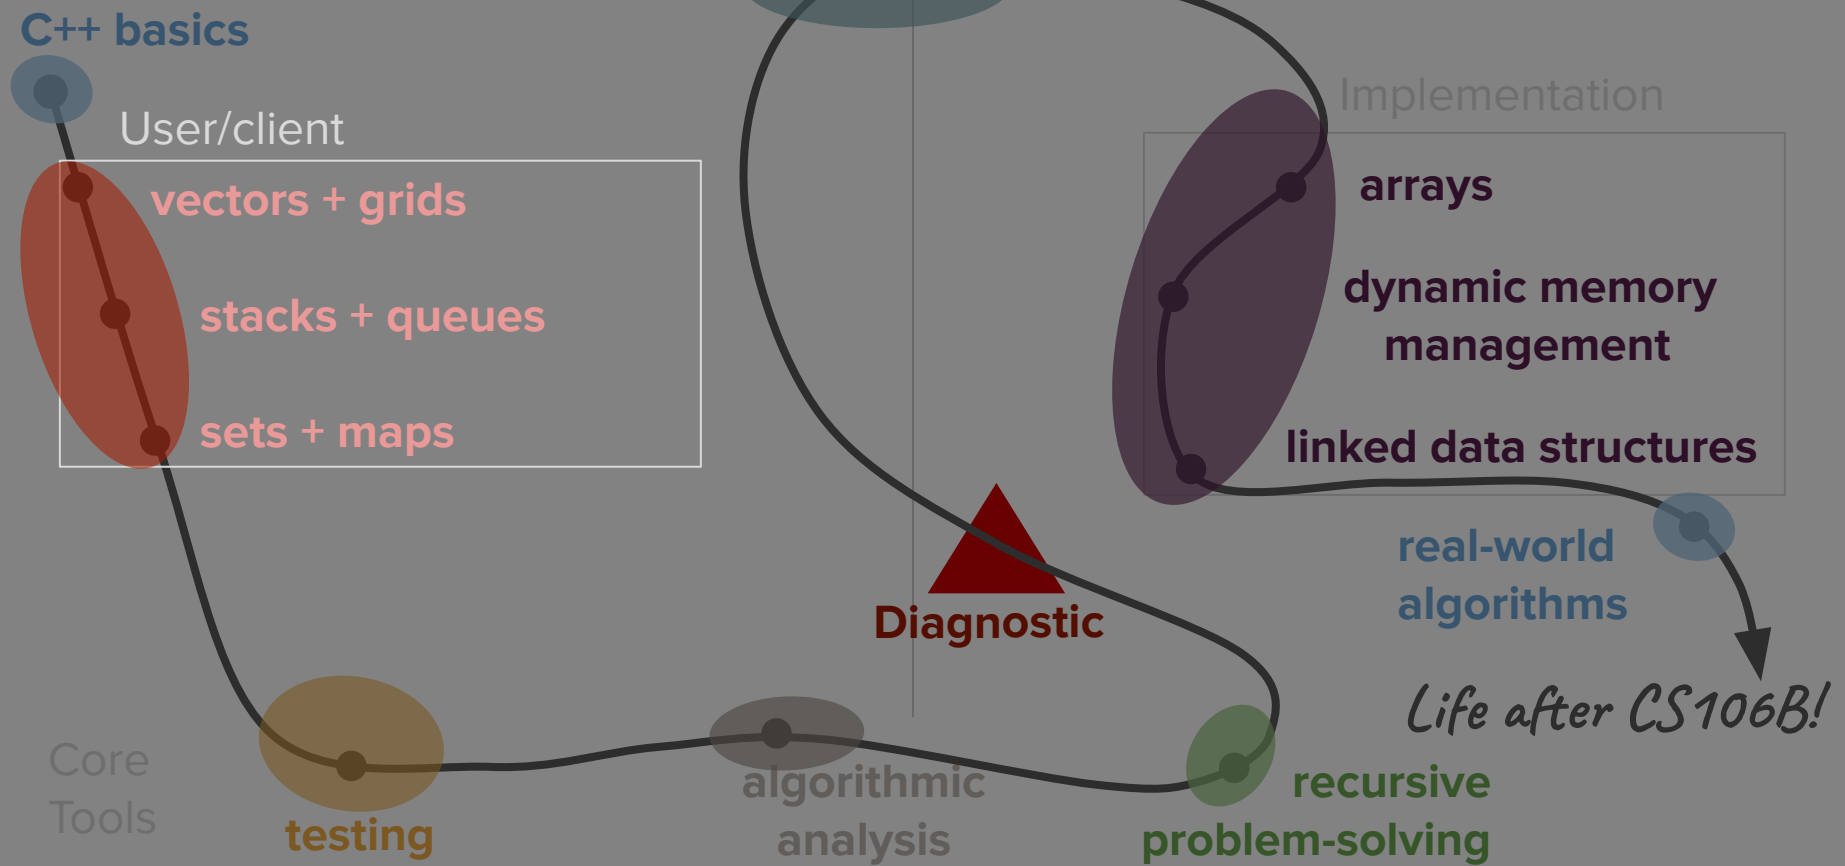 C++ basics
User/client
vectors + grids
stacks + queues
sets + maps
Core
Tools
testing
algorithmic
analysis
Diagnostic
recursive
problem-solving
Implementation
arrays
dynamic memory
management
linked data structures
real-world
algorithms
Life after CS106B!